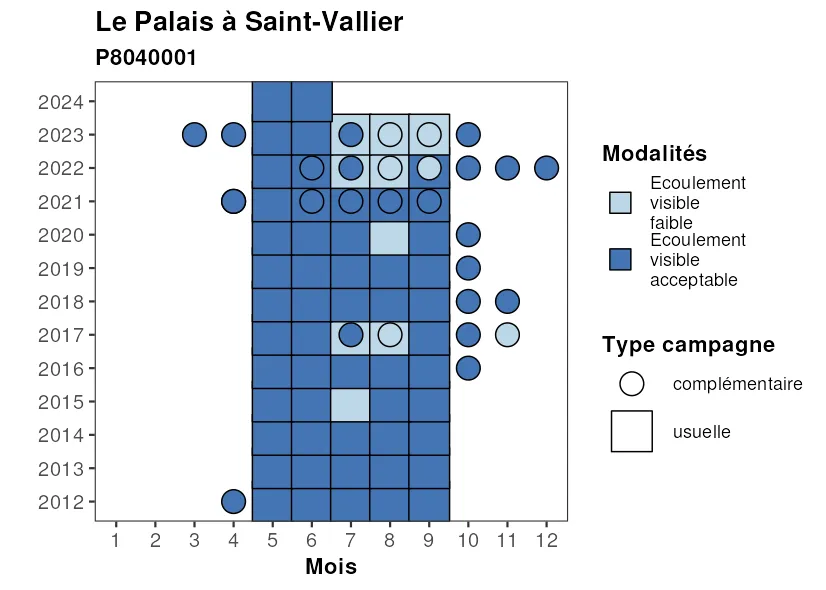 Le Palais à Saint-Vallier
P8040001
2024
2023
2022
2021
2020
2019
2018
2017
2016
2015
2014
2013
2012
1 2 3 4 5 6 7 8 9 10 11 12
Mois
Modalités
Ecoulement
visible
faible
Ecoulement
visible
acceptable
Type campagne
complémentaire
usuelle